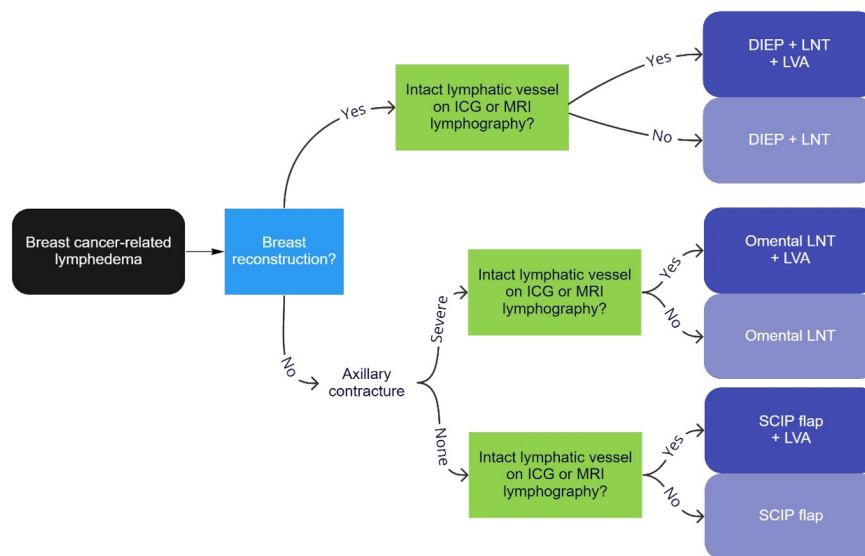 Breast cancer-related
lymphedema
Breast
reconstruction?
Yes
Intact lymphatic vessel
on ICG or MRI
lymphography?
Yes
DIEP + LNT
+ LVA
No
DIEP + LNT
No
Axillary
contracture
Severe
Intact lymphatic vessel
on ICG or MRI
lymphography?
Yes
Omental LNT
+ LVA
No
Omental LNT
None
Intact lymphatic vessel
on ICG or MRI
lymphography?
Yes
SCIP flap
+ LVA
No
SCIP flap